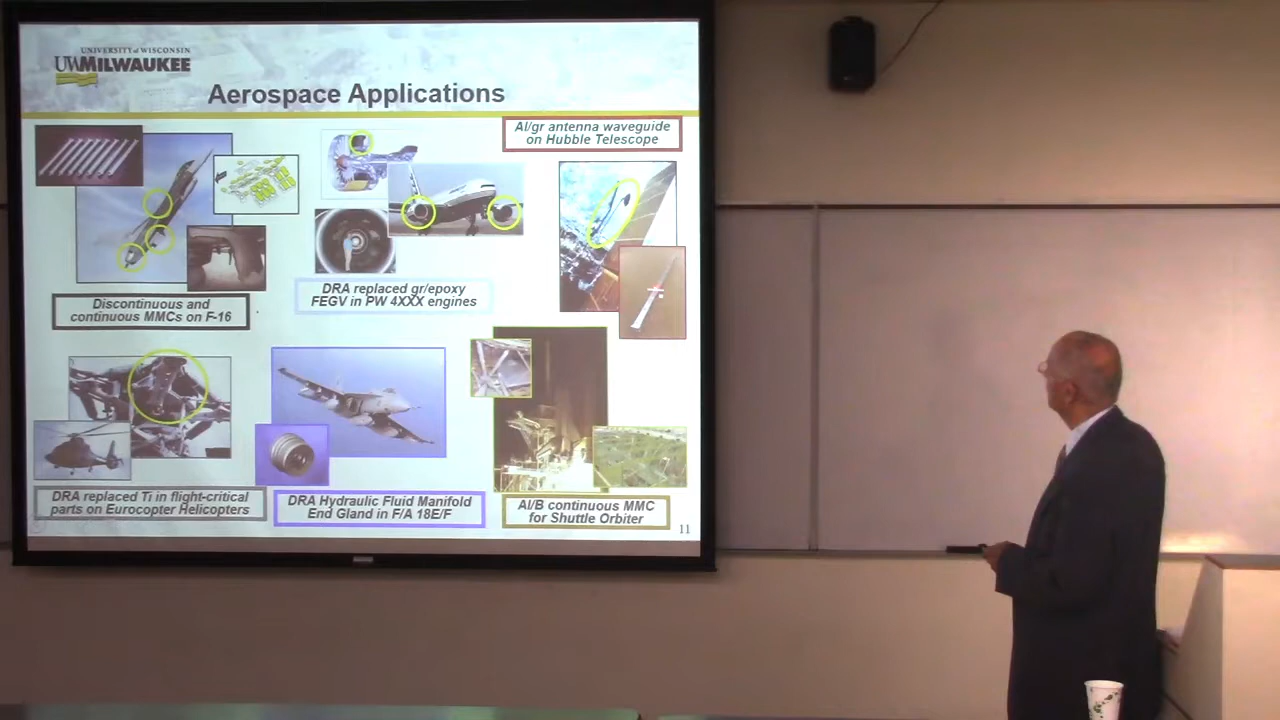 UNIVERSITY of WISCONSIN
UWMILWAUKEE
Aerospace Applications
Al/gr antenna waveguide
on Hubble Telescope
Discontinuous and
continuous MMCs on F-16
DRA replaced gr/epoxy
FEGV in PW 4XXX engines
DRA replaced Ti in flight-critical
parts on Eurocopter Helicopters
DRA Hydraulic Fluid Manifold
End Gland in F/A 18E/F
Al/B continuous MMC
for Shuttle Orbiter
11